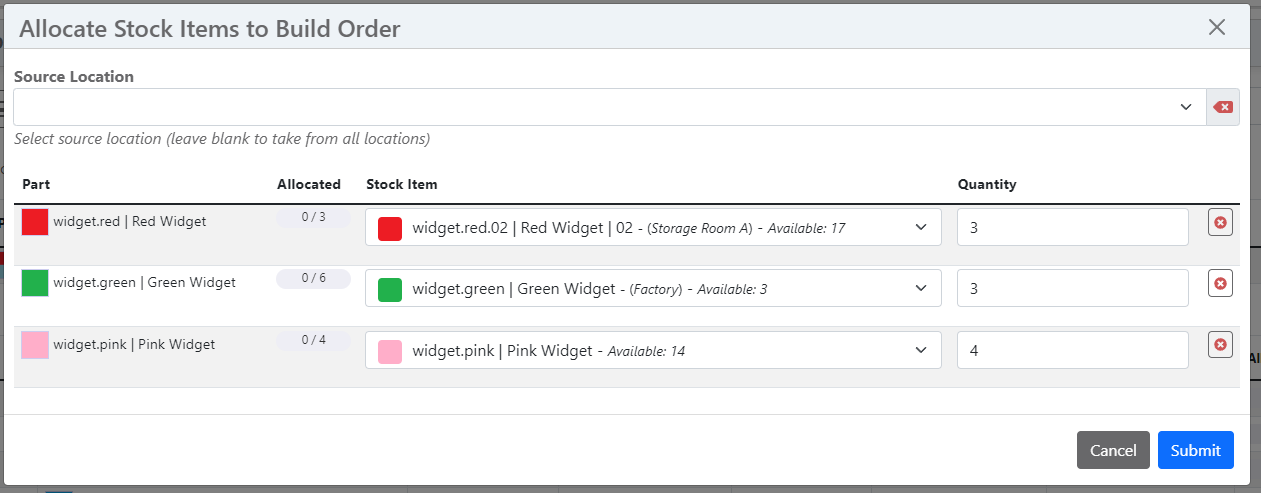 Allocate Stock Items to Build Order
Source Location
Select source location (leave blank to take from all locations)
Part Allocated Stock Item Quantity
widget.red | Red Widget 0 / 3 widget.red.02 | Red Widget | 02 - (Storage Room A) - Available: 17 3
widget.green | Green Widget 0 / 6 widget.green | Green Widget - (Factory) - Available: 3 3
widget.pink | Pink Widget 0 / 4 widget.pink | Pink Widget - Available: 14 4
Cancel Submit